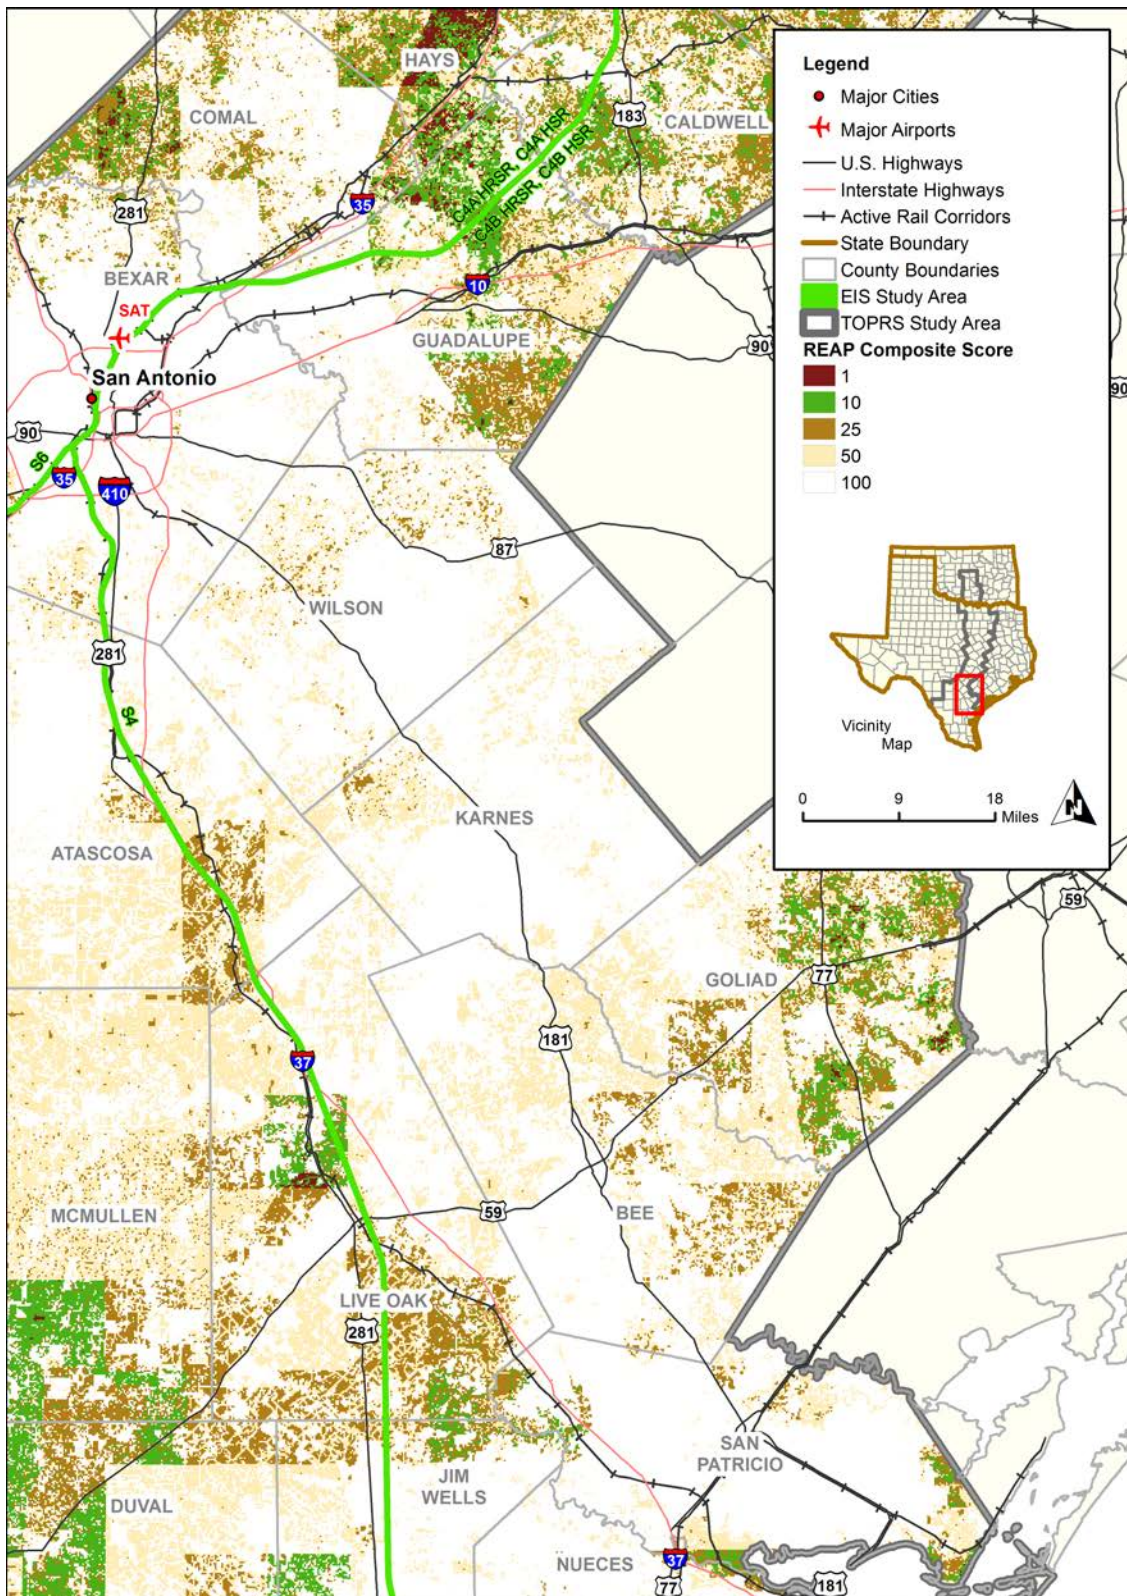 HAYS
COMAL
183
CALDWELL
281
35
C4A HRSR, C4A HSR
C4B HRSR, C4B HSR
BEXAR
SAT
10
GUADALUPE
90
90
San Antonio
90
S6
35
410
87
WILSON
281
S4
KARNES
ATASCOSA
59
GOLIAD
77
181
37
MCMULLEN
59
BEE
LIVE OAK
281
SAN
PATRICIO
JIM
WELLS
DUVAL
NUECES
37
77
181
Legend
Major Cities
Major Airports
U.S. Highways
Interstate Highways
Active Rail Corridors
State Boundary
County Boundaries
EIS Study Area
TOPRS Study Area
REAP Composite Score
1
10
25
50
100
Vicinity
Map
0 9 18
Miles
N